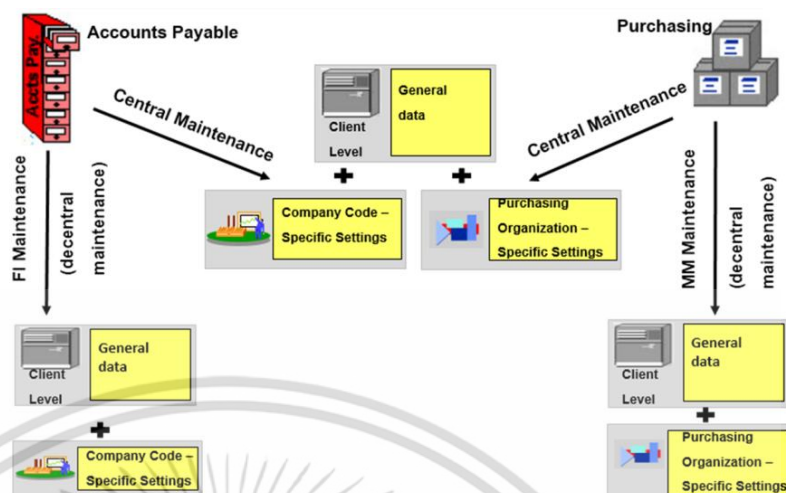 Accounts Payable
Purchasing
Accts Pay.
Central Maintenance
Central Maintenance
Client
Level
General
data
Company Code –
Specific Settings
Purchasing
Organization –
Specific Settings
FI Maintenance
(decentral
maintenance)
MM Maintenance
(decentral
maintenance)
Client
Level
General
data
Company Code –
Specific Settings
Client
Level
General
data
Purchasing
Organization –
Specific Settings